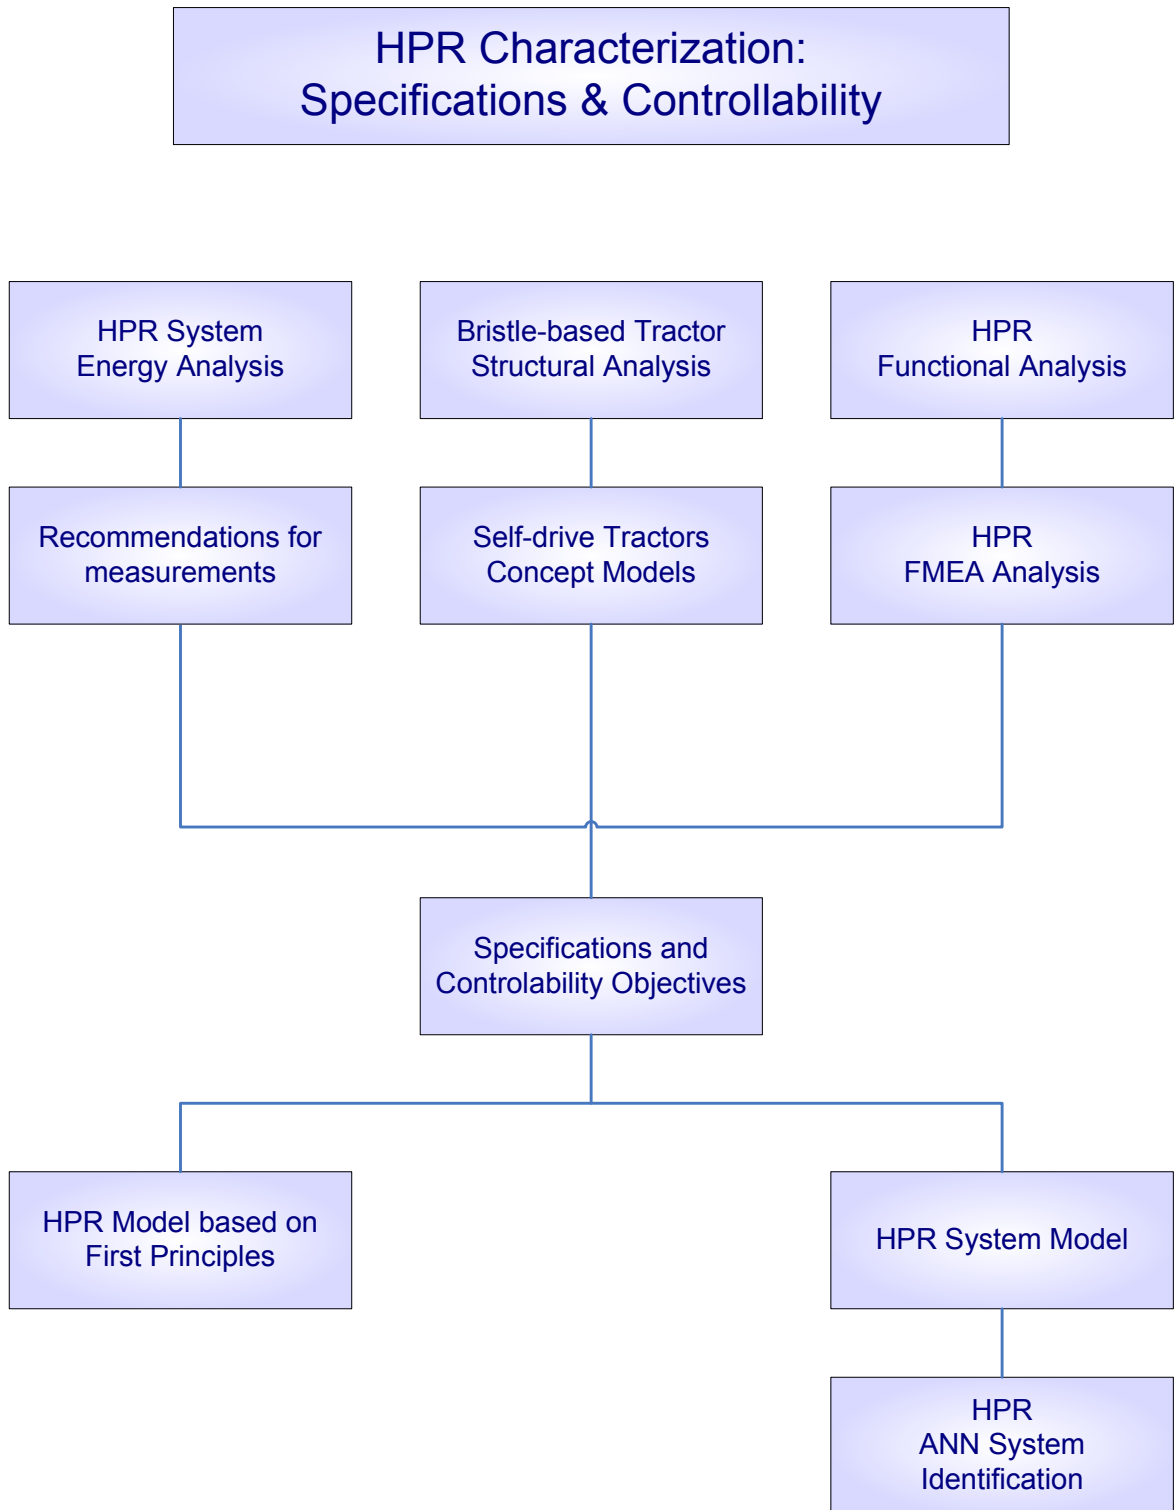 HPR Characterization:
Specifications & Controllability
HPR System
Energy Analysis
Bristle-based Tractor
Structural Analysis
HPR
Functional Analysis
Recommendations for
measurements
Self-drive Tractors
Concept Models
HPR
FMEA Analysis
Specifications and
Controlability Objectives
HPR Model based on
First Principles
HPR System Model
HPR
ANN System
Identification